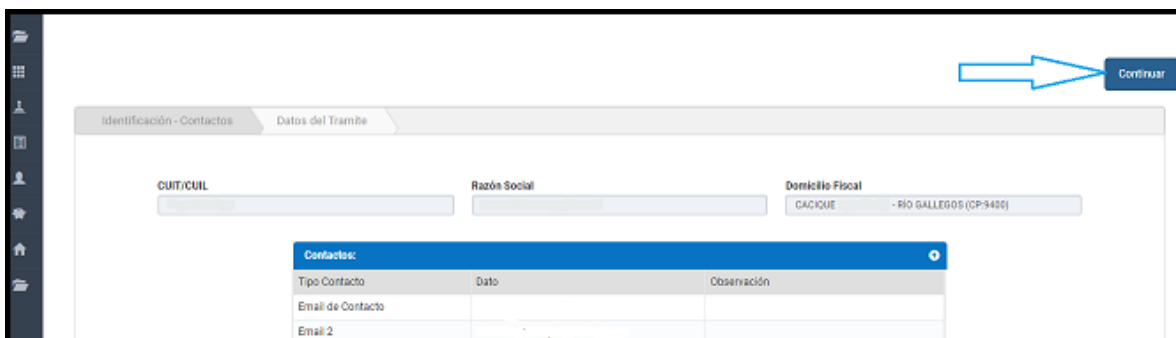 Continuar
Identificación - Contactos Datos del Tramite
CUIT/CUIL Razón Social Domicilio Fiscal
CACIQUE - RÍO GALLEGOS (CP:9400)
Contactos:
Tipo Contacto Dato Observación
Email de Contacto
Email 2